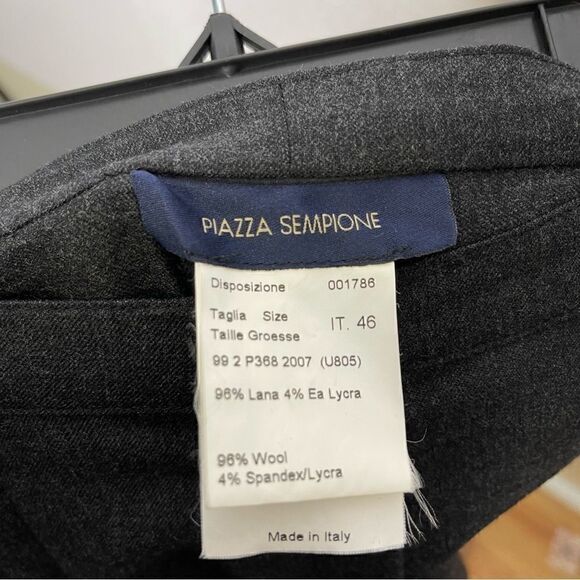 PIAZZA SEMPIONE
Disposizione 001786
Taglia Size
Taille Groesse IT. 46
99 2 P368 2007 (U805)
96% Lana 4% Ea Lycra
96% Wool
4% Spandex/Lycra
Made in Italy